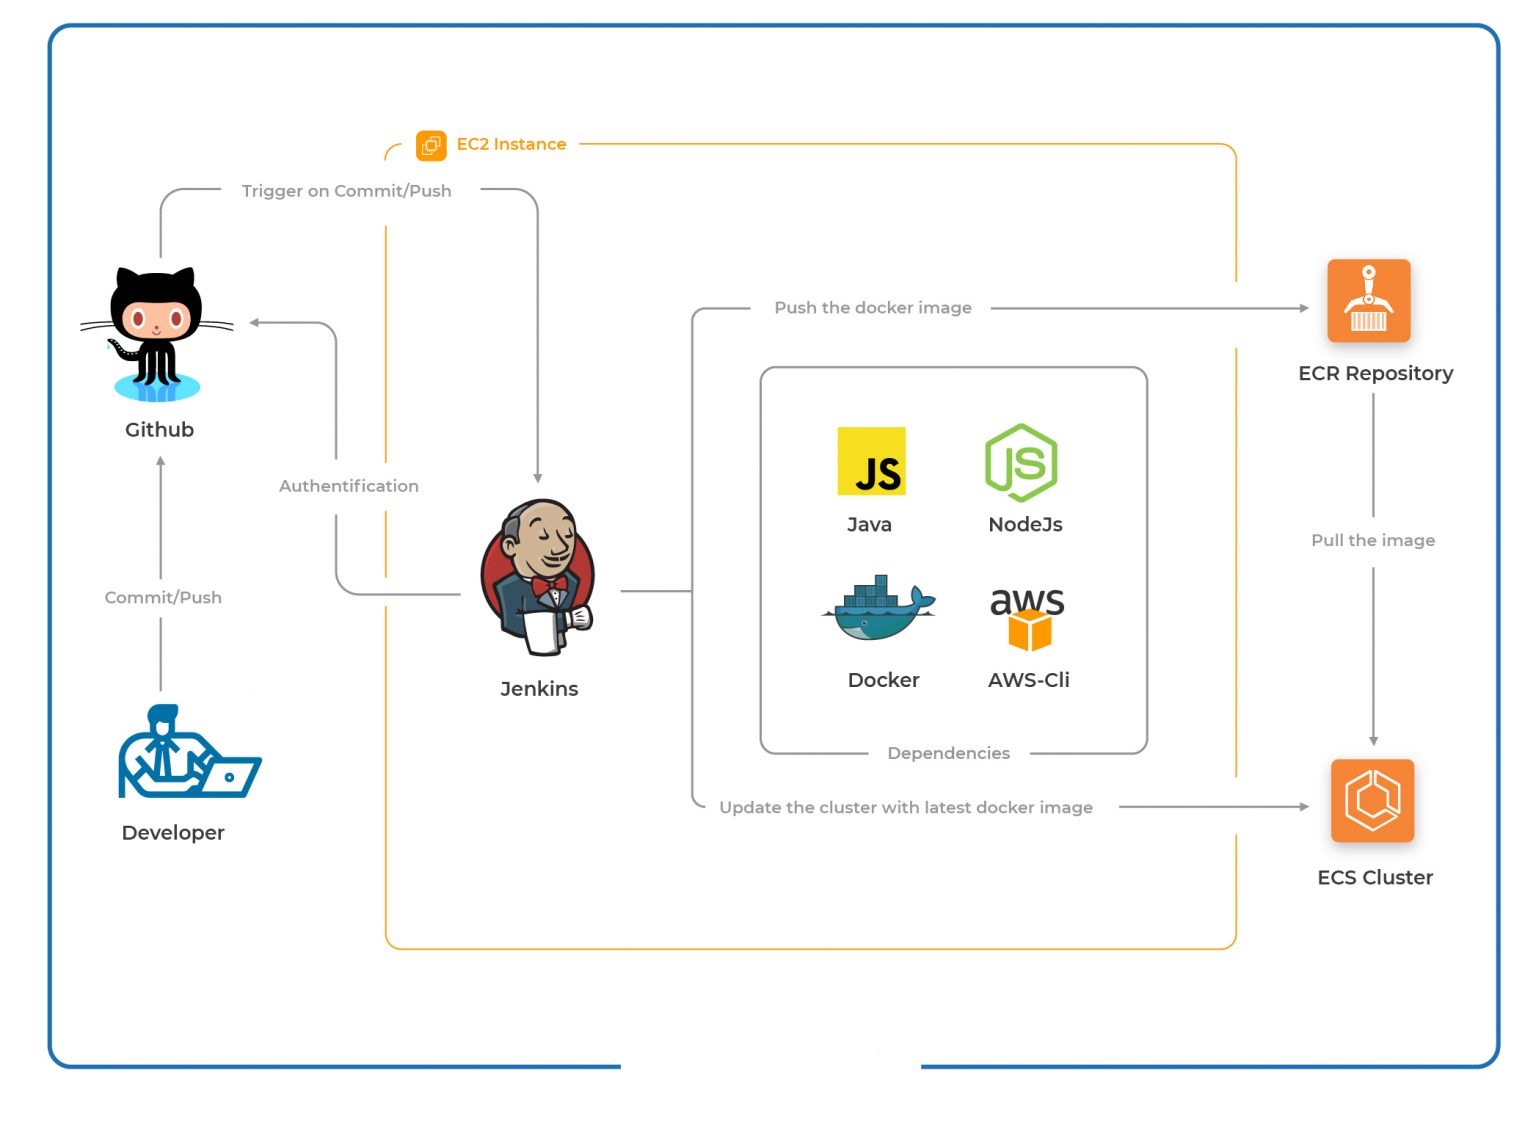 EC2 Instance
Trigger on Commit/Push
Push the docker image
ECR Repository
Github
JS
JS
Authentification
Java
NodeJs
Pull the image
Commit/Push
aws
Docker
AWS-Cli
Jenkins
Dependencies
Update the cluster with latest docker image
Developer
ECS Cluster